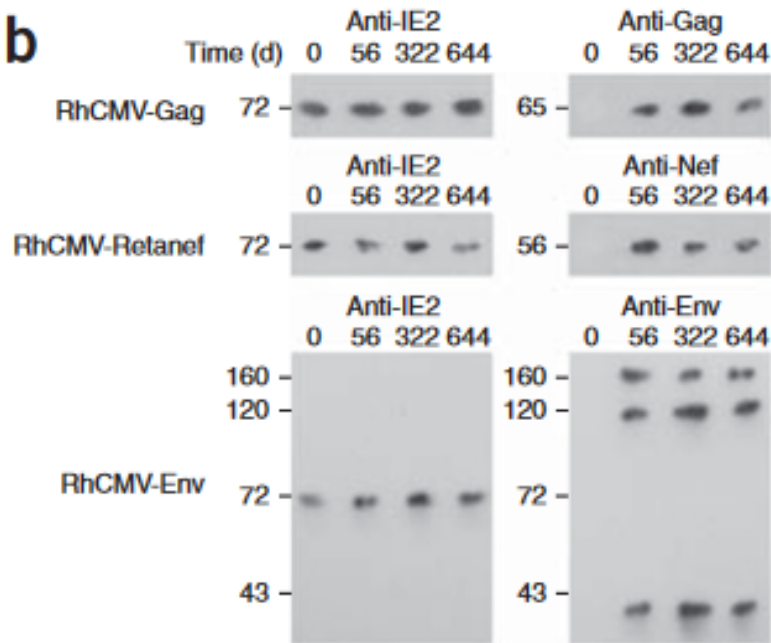 b
Anti-IE2 Anti-Gag
Time (d) 0 56 322 644 0 56 322 644
RhCMV-Gag 72 – 65 –
Anti-IE2 Anti-Nef
0 56 322 644 0 56 322 644
RhCMV-Retanef 72 – 56 –
Anti-IE2 Anti-Env
0 56 322 644 0 56 322 644
160 – 160 –
120 – 120 –
RhCMV-Env
72 – 72 –
43 – 43 –